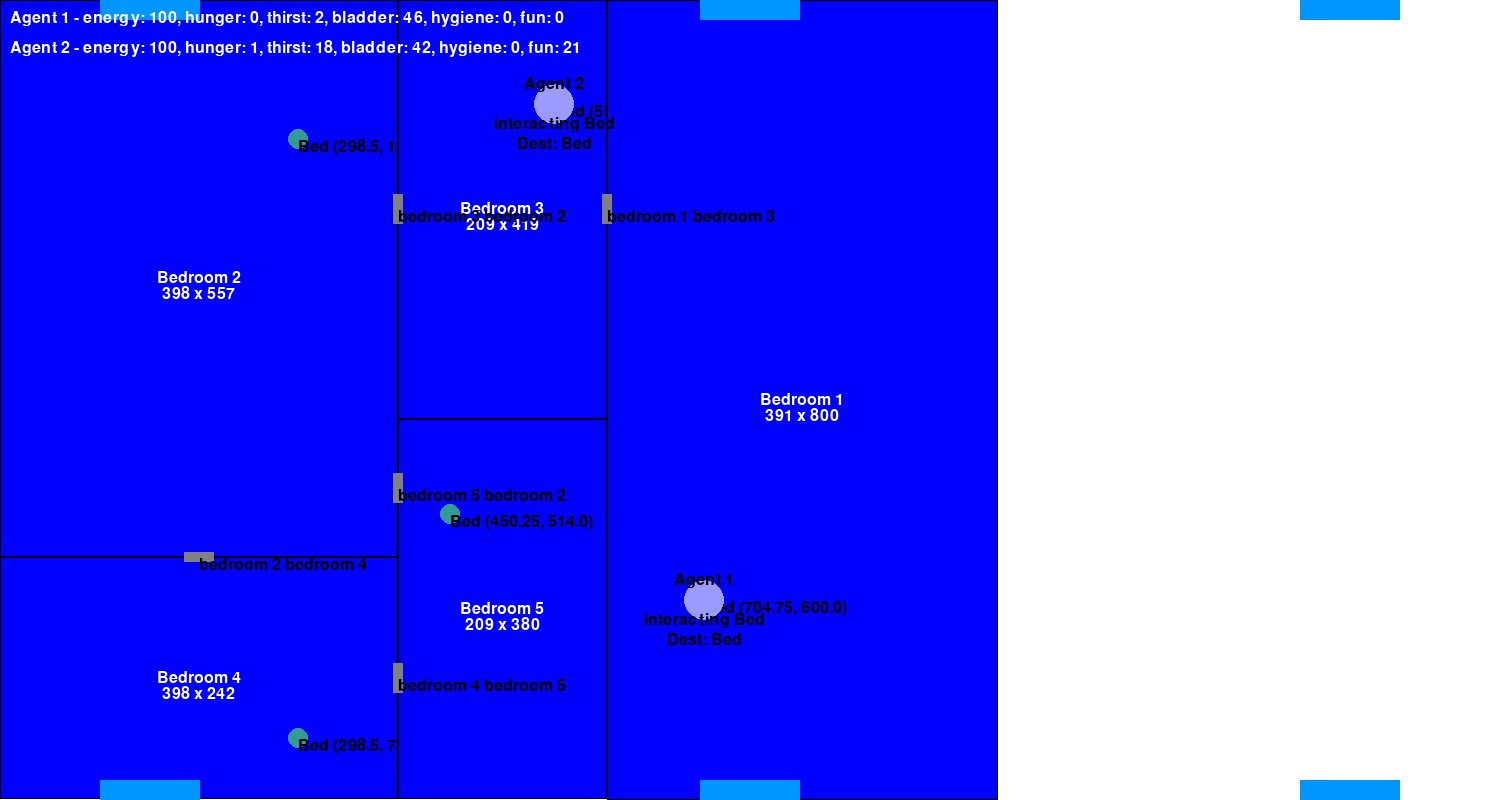 Agent 1 - energy: 100, hunger: 0, thirst: 2, bladder: 46, hygiene: 0, fun: 0
Agent 2 - energy: 100, hunger: 1, thirst: 18, bladder: 42, hygiene: 0, fun: 21
Agent 2
ed (5
interacting Bed
Dest: Bed
Bed (298.5, 1
Bedroom 3
209 x 419
bedroom 3 bedroom 2
bedroom 1 bedroom 3
Bedroom 2
398 x 557
Bedroom 1
391 x 800
bedroom 5 bedroom 2
Bed (450.25, 514.0)
bedroom 2 bedroom 4
Agent 1
ed (704.75, 600.0)
interacting Bed
Dest: Bed
Bedroom 5
209 x 380
Bedroom 4
398 x 242
bedroom 4 bedroom 5
Bed (298.5, 7